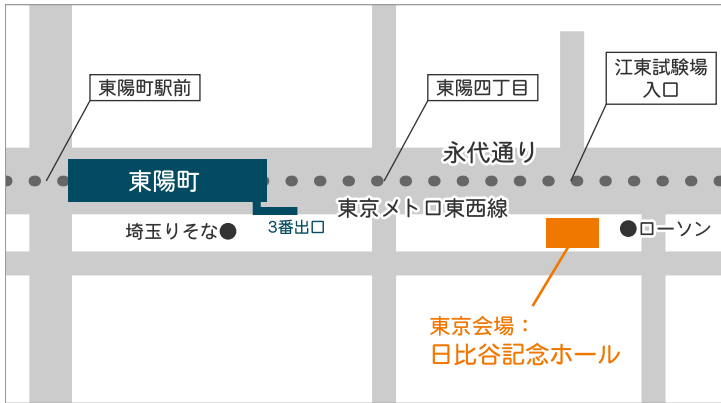 東陽町駅前
東陽四丁目
江東試験場
入口
永代通り
東陽町
東京メトロ東西線
3番出口
埼玉りそな
ローソン
東京会場：
日比谷記念ホール